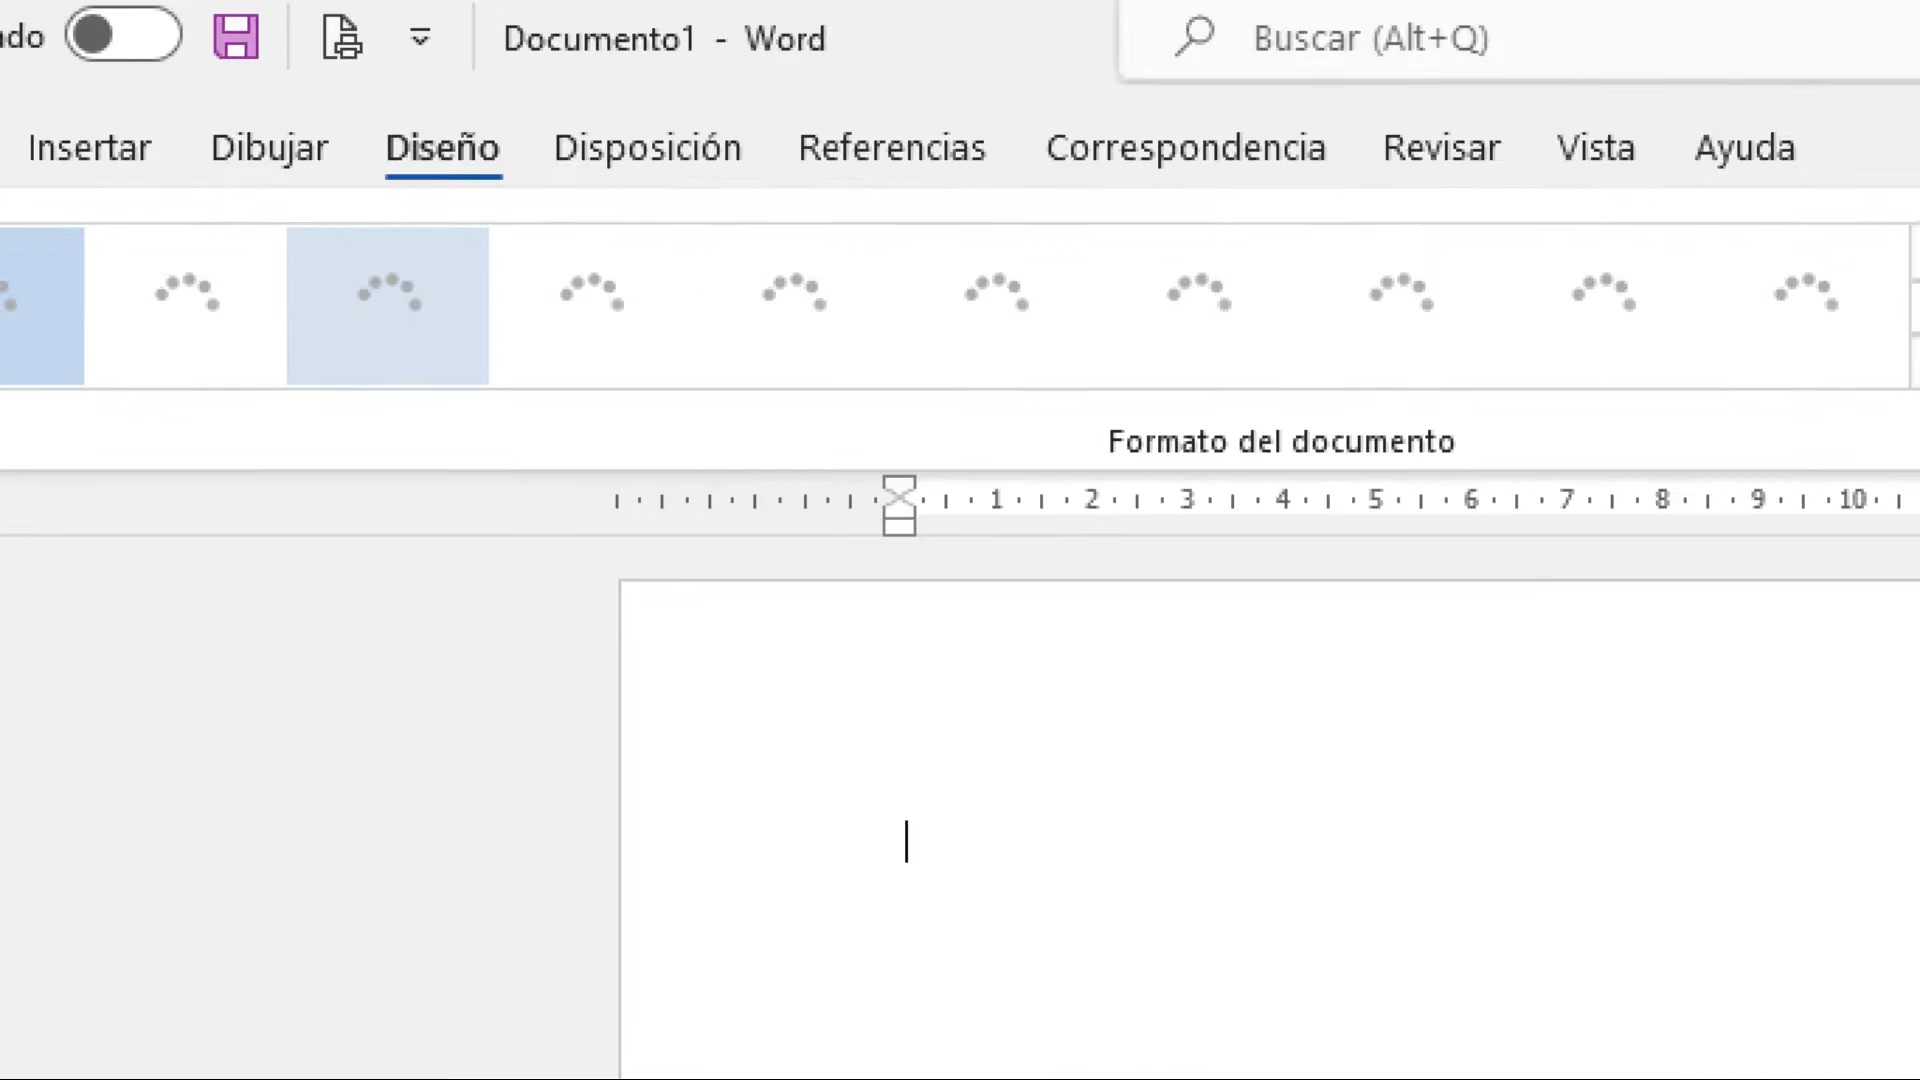 Documento1 - Word
Buscar (Alt+Q)
Insertar Dibujar Diseño Disposición Referencias Correspondencia Revisar Vista Ayuda
Formato del documento
1 2 3 4 5 6 7 8 9 10